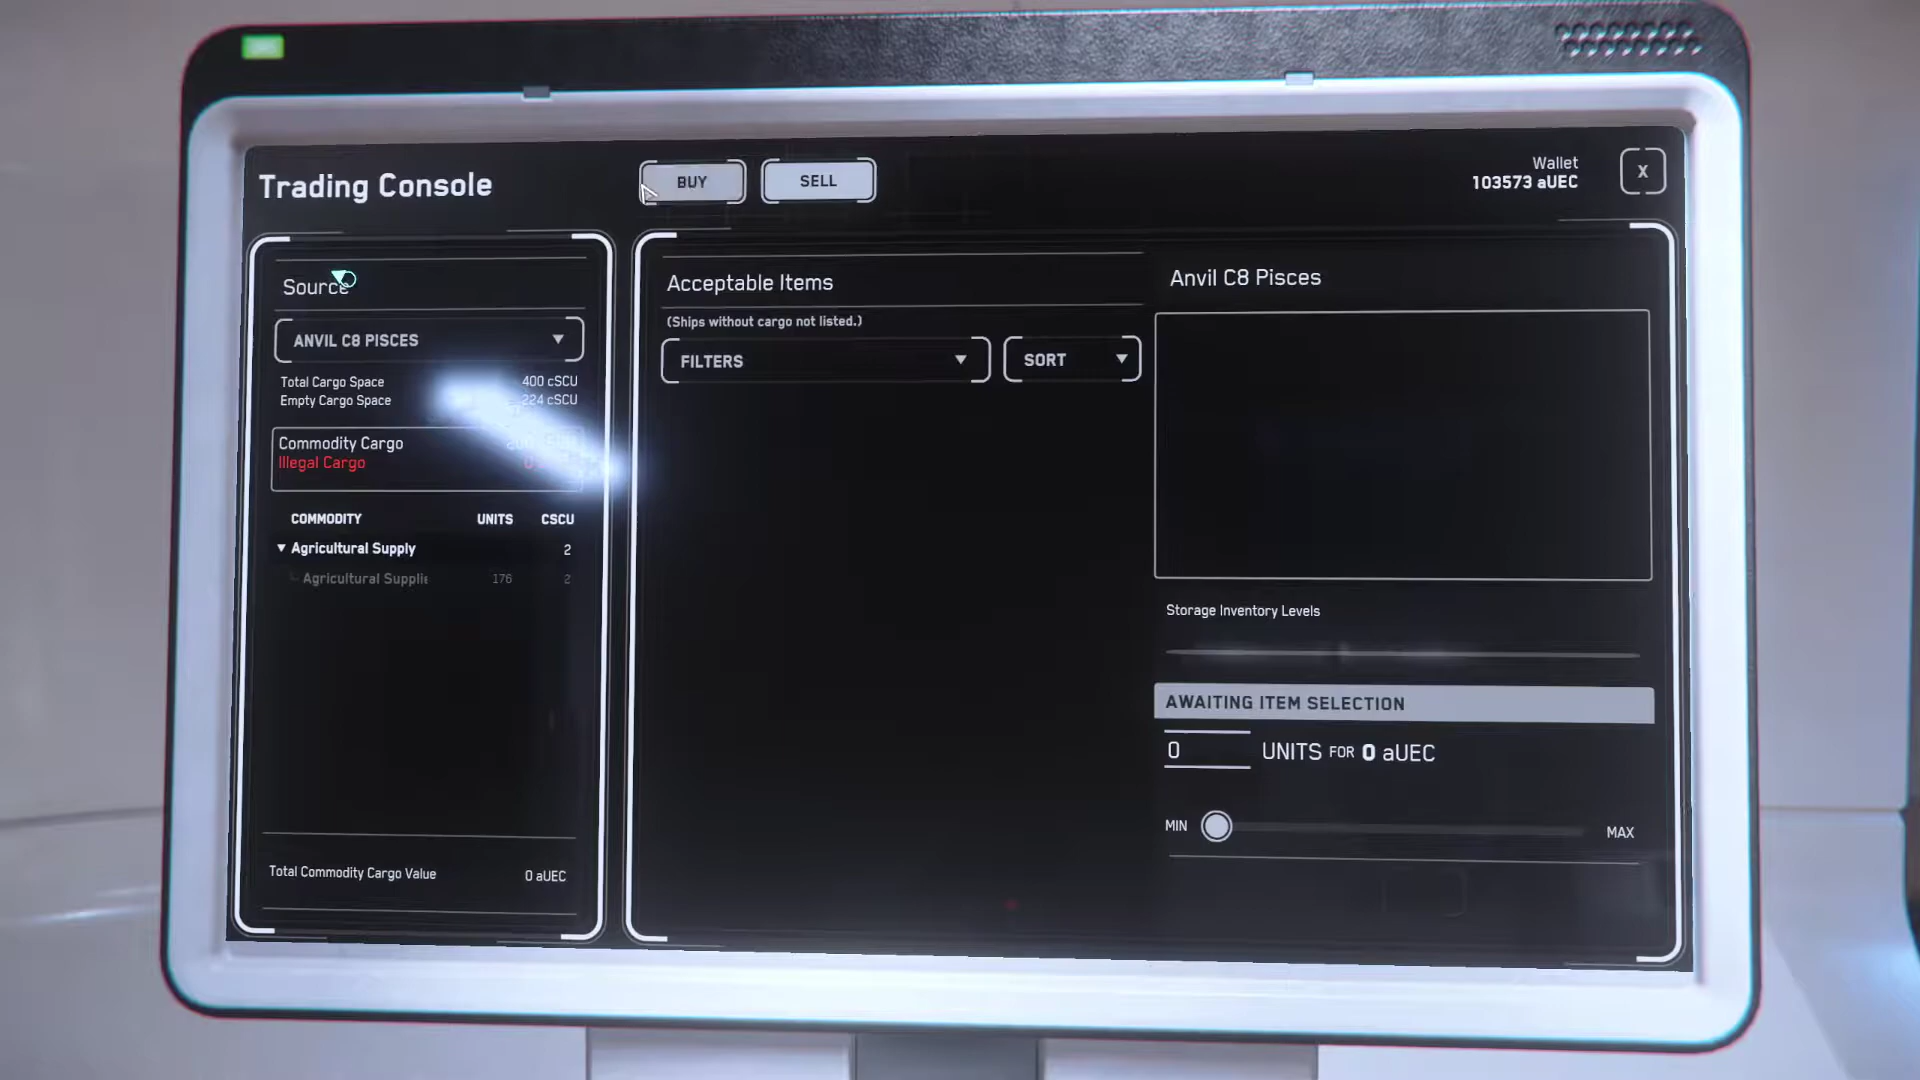 Trading Console
BUY
SELL
Wallet
103573 aUEC
X
Source
ANVIL C8 PISCES
Total Cargo Space 400 cSCU
Empty Cargo Space 224 cSCU
Commodity Cargo
Illegal Cargo
COMMODITY UNITS CSCU
Agricultural Supply 2
Agricultural Supplie 176 2
Total Commodity Cargo Value 0 aUEC
Acceptable Items
(Ships without cargo not listed.)
FILTERS
SORT
Anvil C8 Pisces
Storage Inventory Levels
AWAITING ITEM SELECTION
0 UNITS FOR 0 aUEC
MIN
MAX